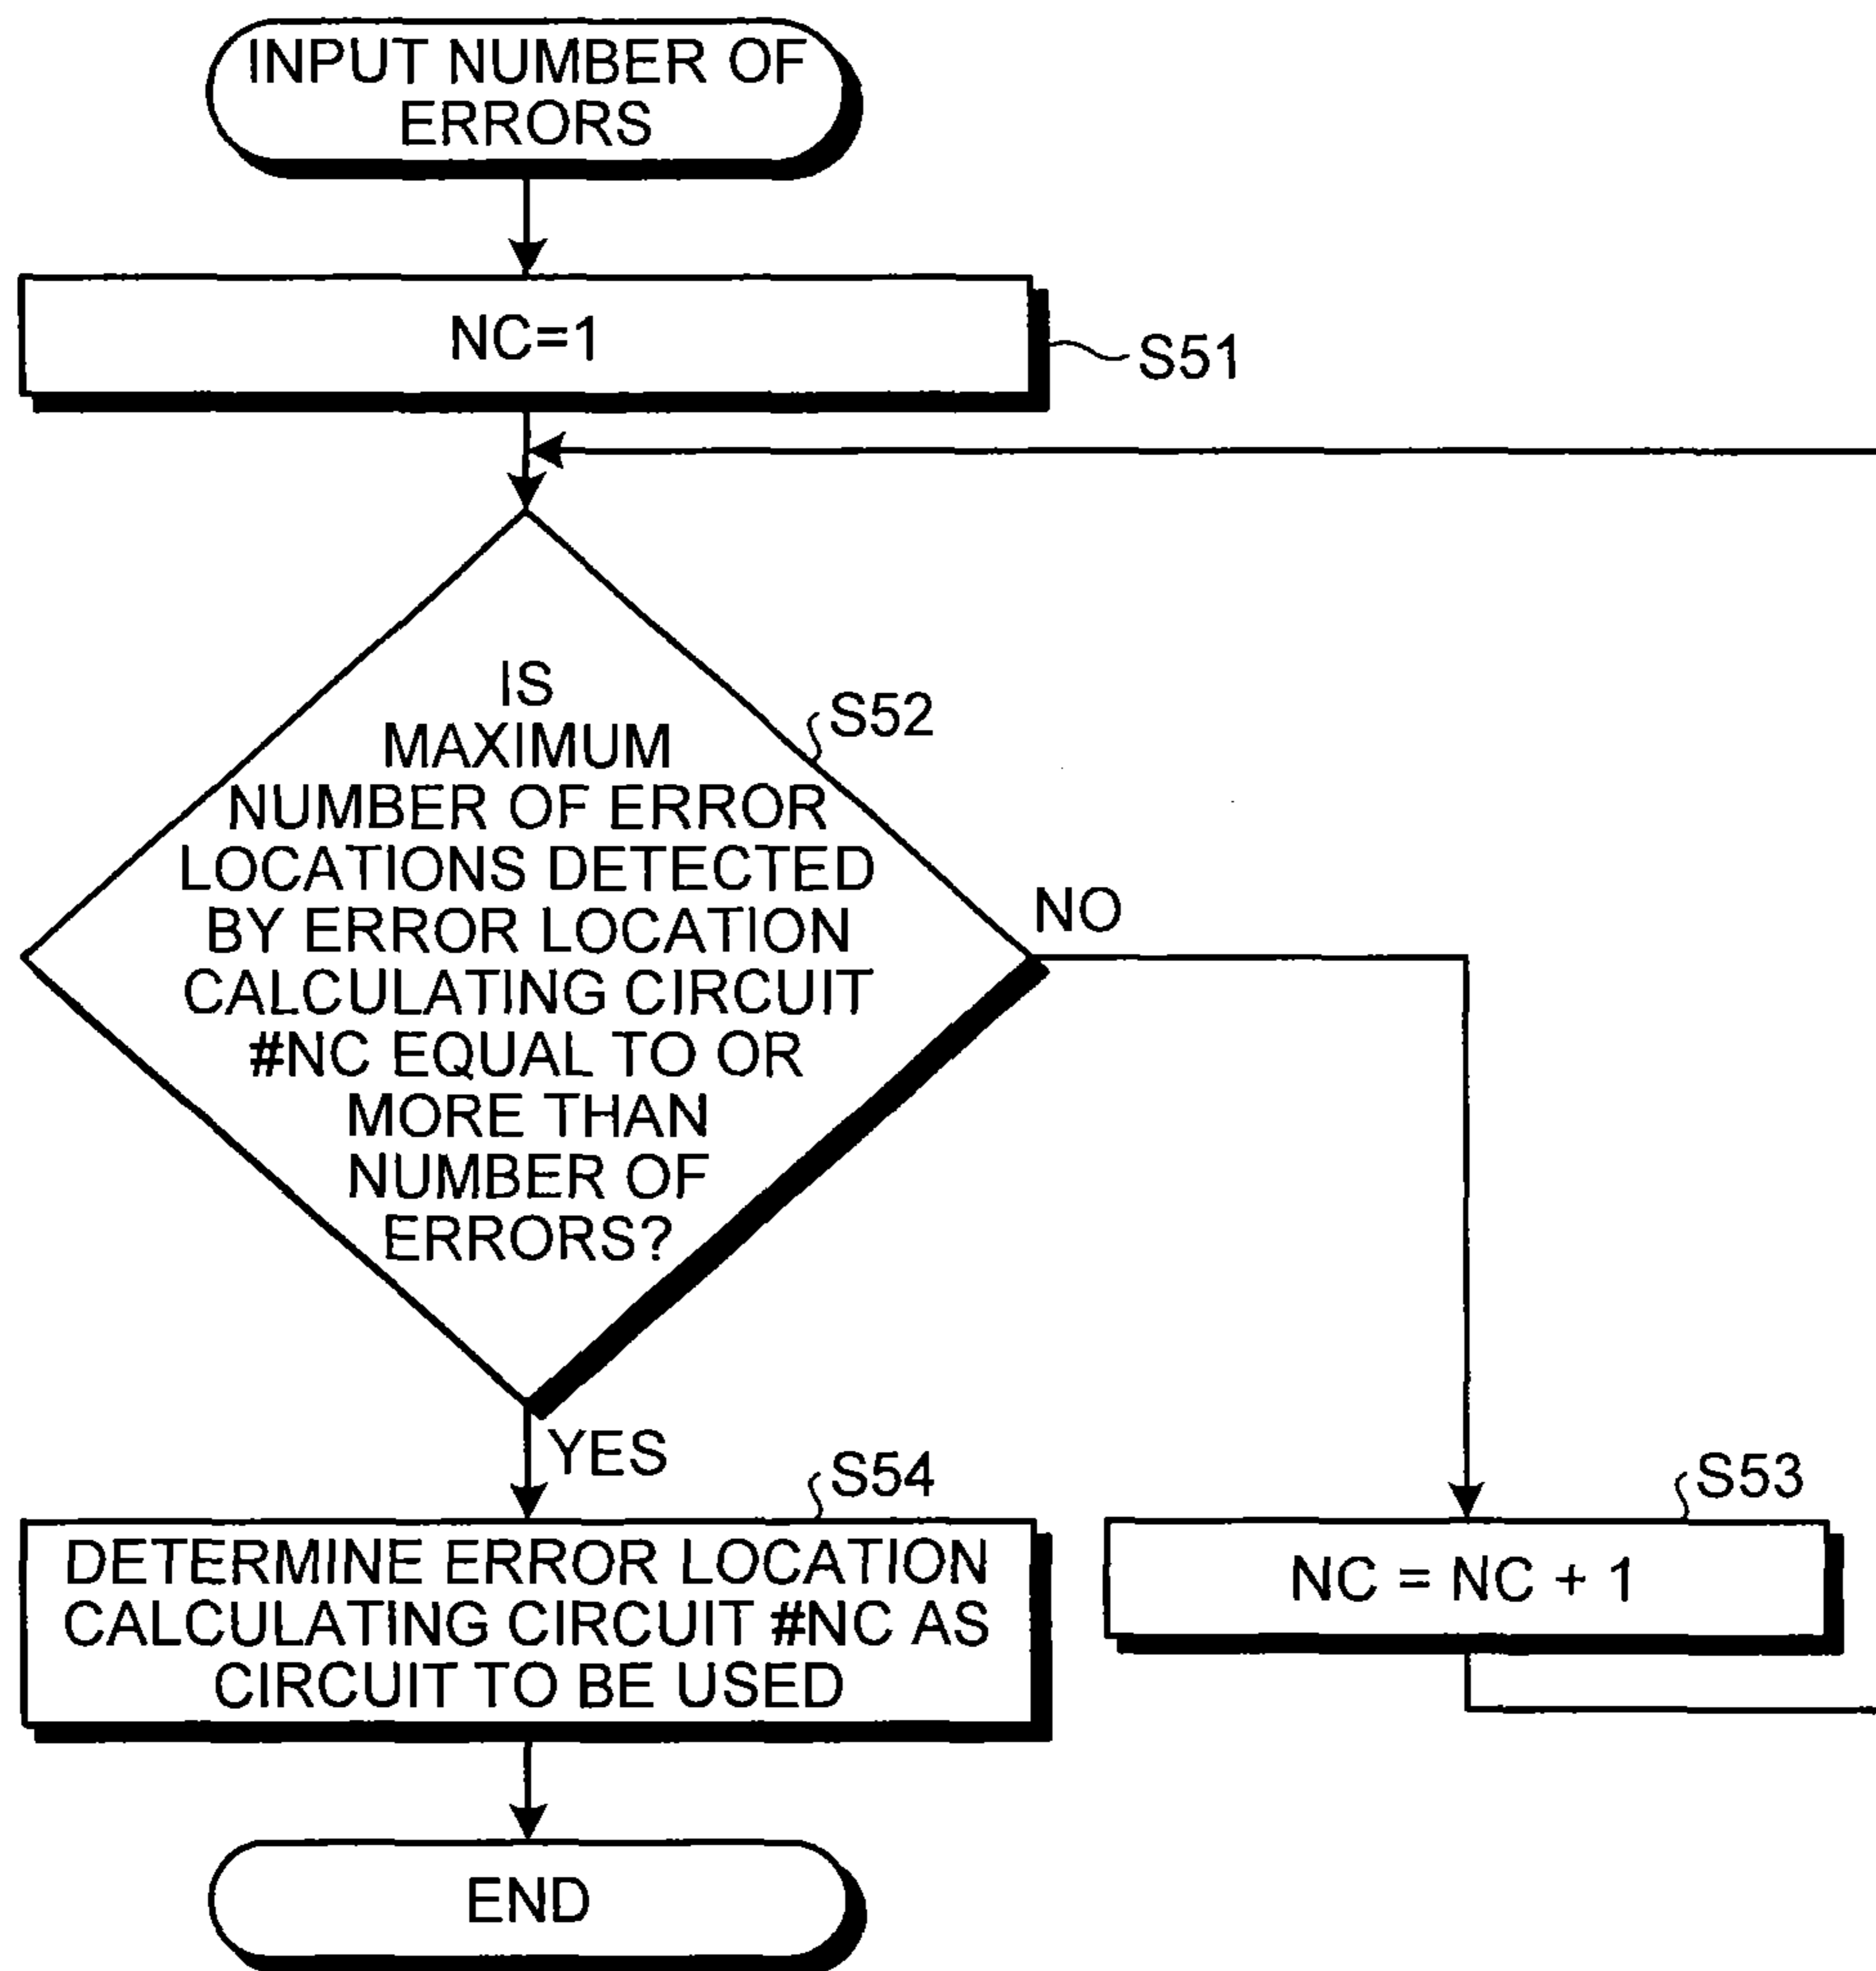 INPUT NUMBER OF
ERRORS
NC=1
S51
IS
MAXIMUM
NUMBER OF ERROR
LOCATIONS DETECTED
BY ERROR LOCATION
CALCULATING CIRCUIT
#NC EQUAL TO OR
MORE THAN
NUMBER OF
ERRORS?
S52
NO
YES
S54
DETERMINE ERROR LOCATION
CALCULATING CIRCUIT #NC AS
CIRCUIT TO BE USED
S53
NC = NC + 1
END